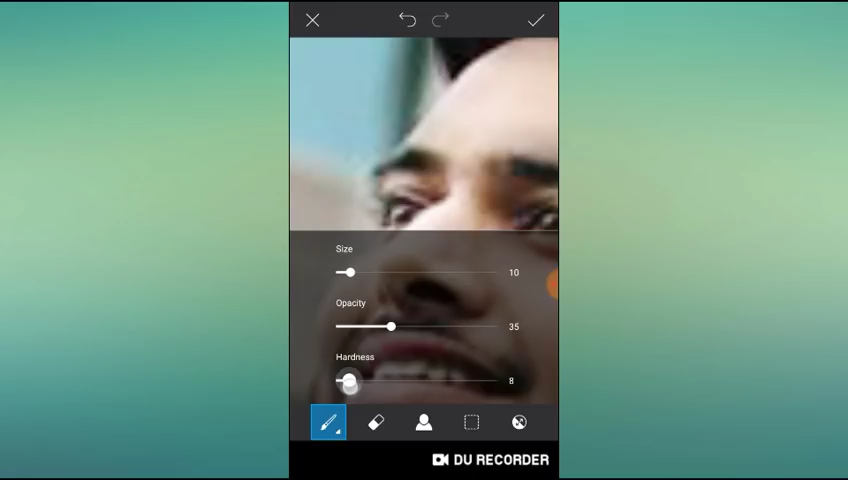 Size
10
Opacity
35
Hardness
8
DU RECORDER